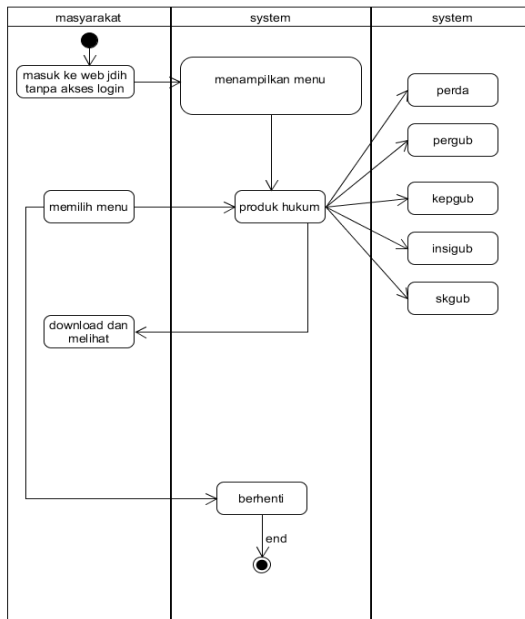 masyarakat
system
system
masuk ke web jdih
tanpa akses login
menampilkan menu
perda
pergub
memilih menu
produk hukum
kepgub
insigub
skgub
download dan
melihat
berhenti
end